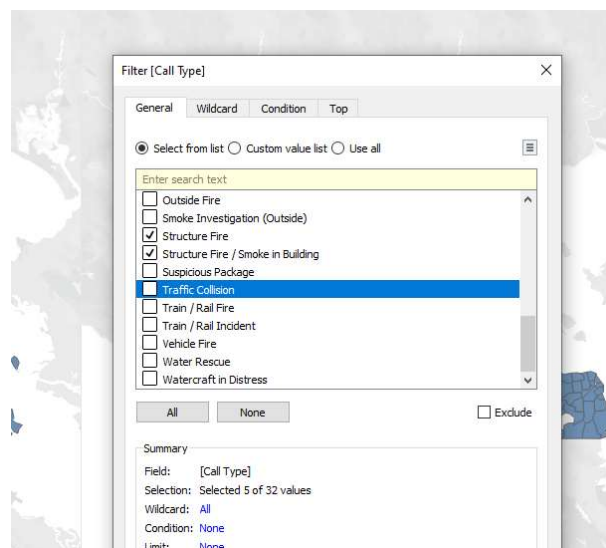 Filter [Call Type]
General Wildcard Condition Top
Select from list Custom value list Use all
Enter search text
Outside Fire
Smoke Investigation (Outside)
Structure Fire
Structure Fire / Smoke in Building
Suspicious Package
Traffic Collision
Train / Rail Fire
Train / Rail Incident
Vehicle Fire
Water Rescue
Watercraft in Distress
All None Exclude
Summary
Field: [Call Type]
Selection: Selected 5 of 32 values
Wildcard: All
Condition: None
Limit: None